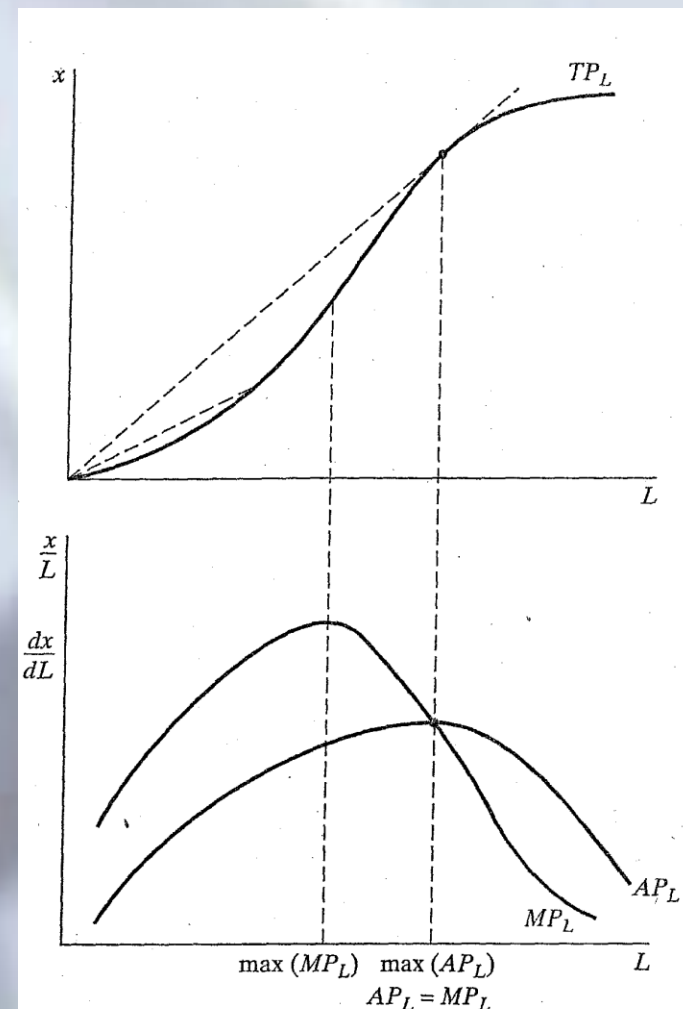 x
TP_L
L
x/L
dx/dL
AP_L
MP_L
max (MP_L) max (AP_L) L
AP_L = MP_L